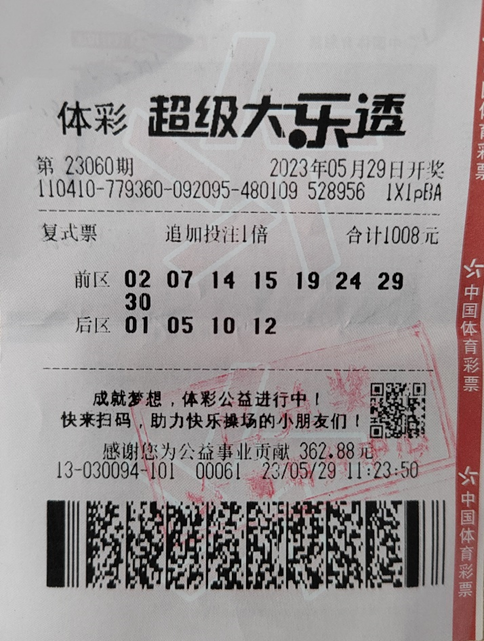 体彩 超级大乐透
第 23060期 2023年05月29日开奖
110410-779360-092095-480109 528956 1X1pBA
复式票 追加投注1倍 合计1008元
前区 02 07 14 15 19 24 29
30
后区 01 05 10 12
成就梦想，体彩公益进行中！
快来扫码，助力快乐操场的小朋友们！
感谢您为公益事业贡献 362.88元
13-030094-101 00061 23/05/29 11:23:50
中国体育彩票
中国体育彩票